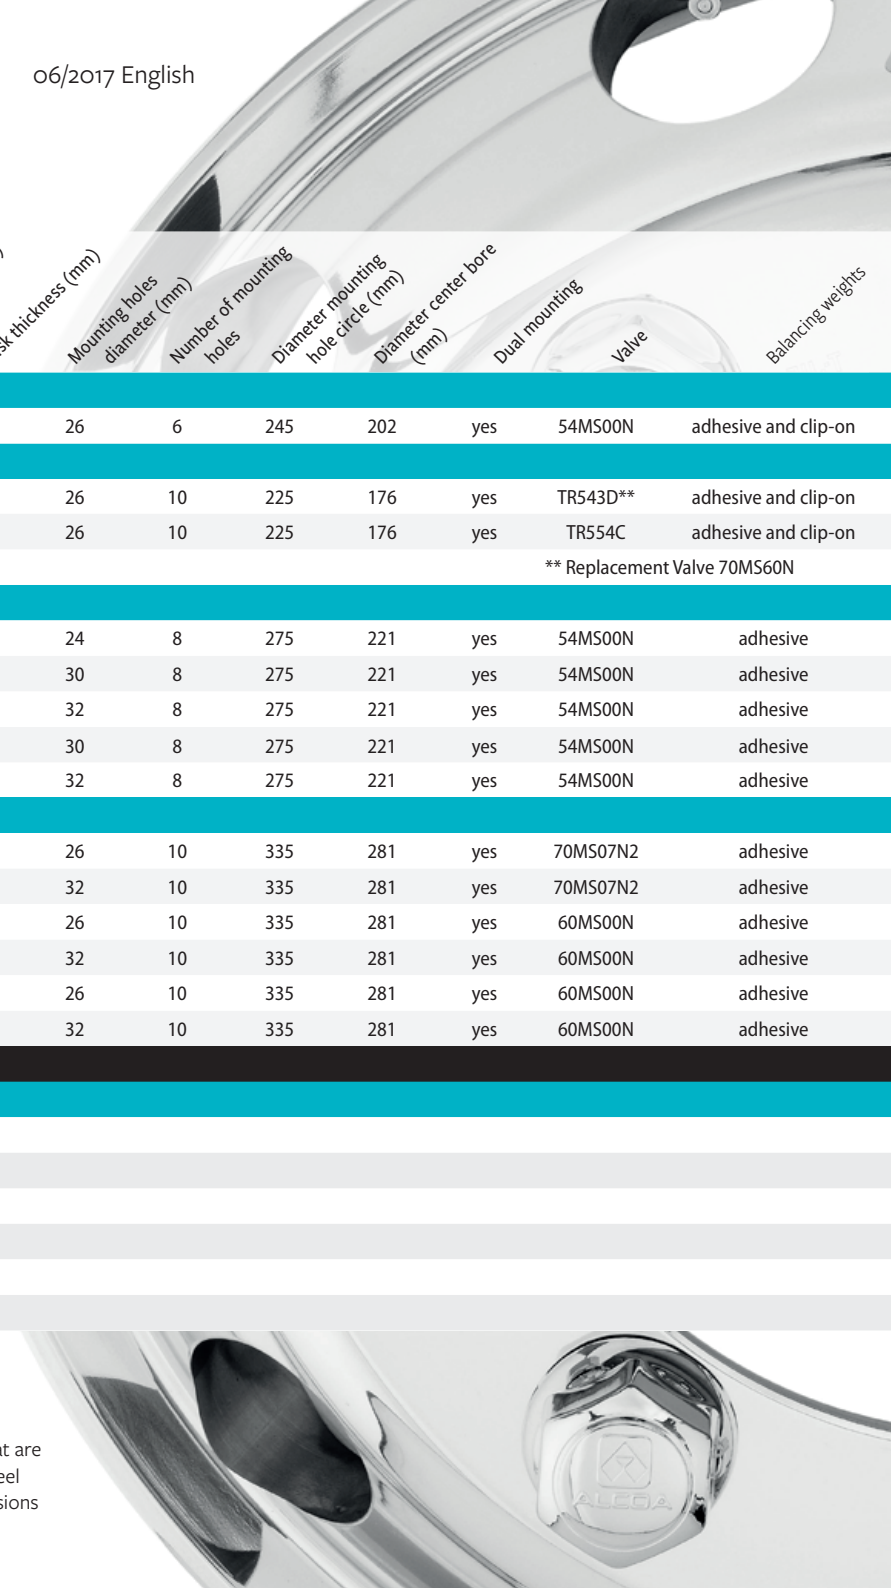 06/2017 English
)
sk thickness (mm)
Mounting holes
diameter (mm)
Number of mounting
holes
Diameter mounting
hole circle (mm)
Diameter center bore
(mm)
Dual mounting
Valve
Balancing weights
26 6 245 202 yes 54MS00N adhesive and clip-on
26 10 225 176 yes TR543D** adhesive and clip-on
26 10 225 176 yes TR554C adhesive and clip-on
** Replacement Valve 70MS60N
24 8 275 221 yes 54MS00N adhesive
30 8 275 221 yes 54MS00N adhesive
32 8 275 221 yes 54MS00N adhesive
30 8 275 221 yes 54MS00N adhesive
32 8 275 221 yes 54MS00N adhesive
26 10 335 281 yes 70MS07N2 adhesive
32 10 335 281 yes 70MS07N2 adhesive
26 10 335 281 yes 60MS00N adhesive
32 10 335 281 yes 60MS00N adhesive
26 10 335 281 yes 60MS00N adhesive
32 10 335 281 yes 60MS00N adhesive
at are
eel
sions
ALCOA